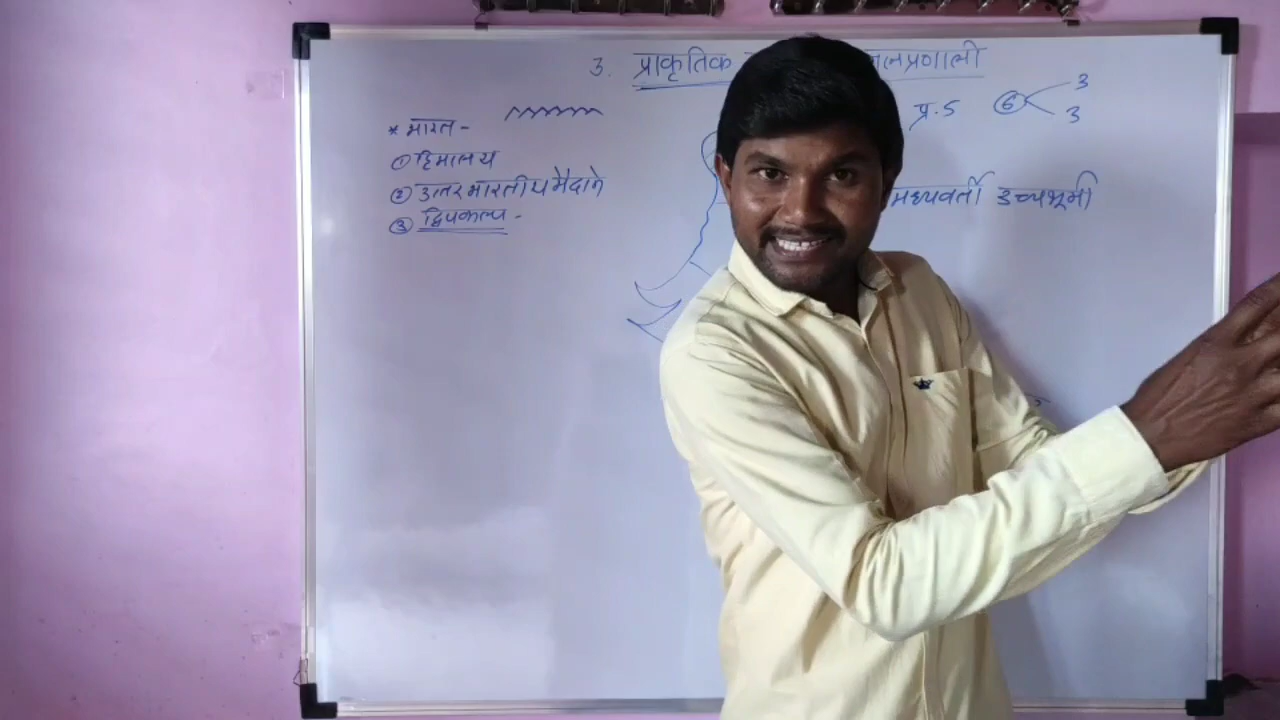 3. प्राकृतिक जलप्रणाली
* भारत -
① हिमालय
② उत्तर भारतीय मैदाने
③ द्विपकल्प -
प्र. 5 ⑥ 3
3
मध्यवर्ती उच्चभूमी